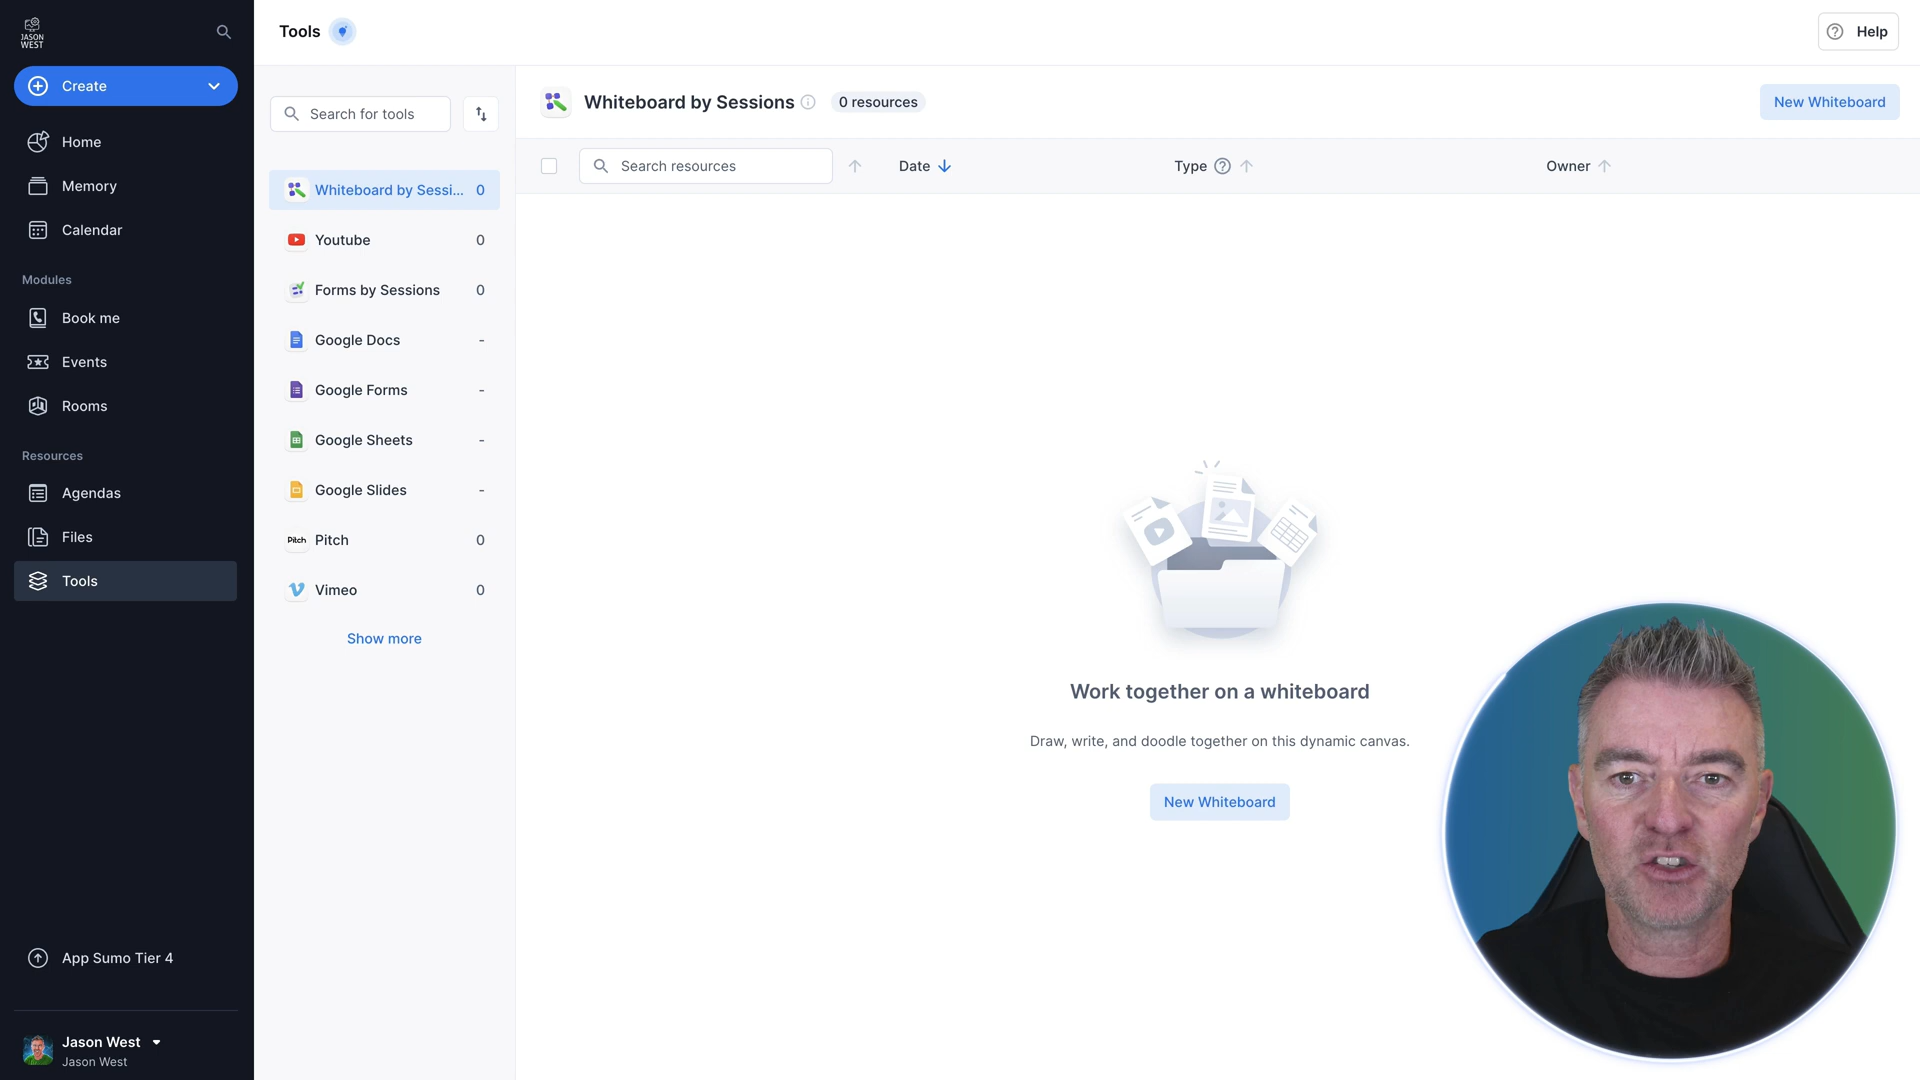 JASON
WEST
Create
Home
Memory
Calendar
Modules
Book me
Events
Rooms
Resources
Agendas
Files
Tools
App Sumo Tier 4
Jason West
Jason West
Tools
Help
Search for tools
Whiteboard by Sessi... 0
Youtube 0
Forms by Sessions 0
Google Docs -
Google Forms -
Google Sheets -
Google Slides -
Pitch Pitch 0
Vimeo 0
Show more
Whiteboard by Sessions 0 resources
New Whiteboard
Search resources Date Type Owner
Work together on a whiteboard
Draw, write, and doodle together on this dynamic canvas.
New Whiteboard